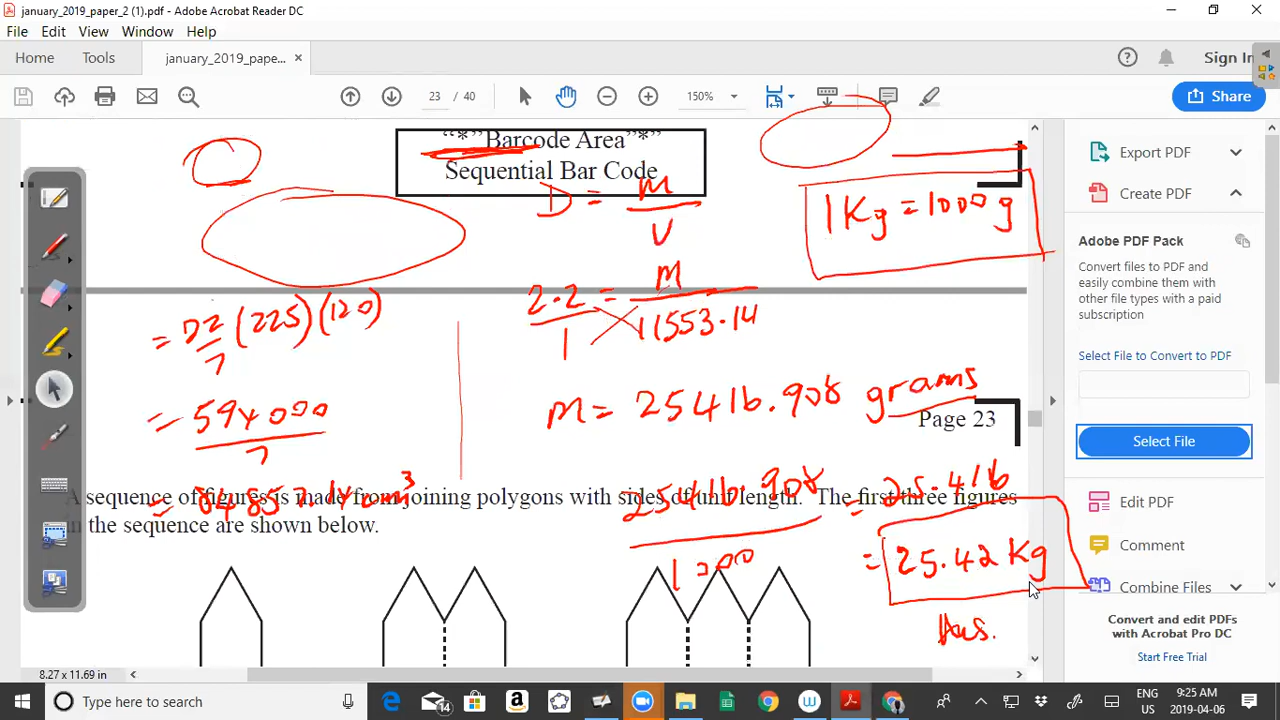 january_2019_paper_2 (1).pdf - Adobe Acrobat Reader DC
File Edit View Window Help
Home Tools january_2019_pape... × Sign In
23 / 40 150% Share
“*”Barcode Area”*”
Sequential Bar Code
D = M/V
1 Kg = 1000 g
= 22/7 (225)(120)
2.2/1 = M/11553.14
= 594000/7
M = 25416.908 grams
Page 23
= 84857.14 cm³
25416.908/1000 = 25.416
= 25.42 Kg
Ans.
A sequence of figures is made from joining polygons with sides of unit length. The first three figures
in the sequence are shown below.
Export PDF
Create PDF
Adobe PDF Pack
Convert files to PDF and
easily combine them with
other file types with a paid
subscription
Select File to Convert to PDF
Select File
Edit PDF
Comment
Combine Files
Convert and edit PDFs
with Acrobat Pro DC
Start Free Trial
8.27 x 11.69 in
Type here to search
14
ENG
US
9:25 AM
2019-04-06